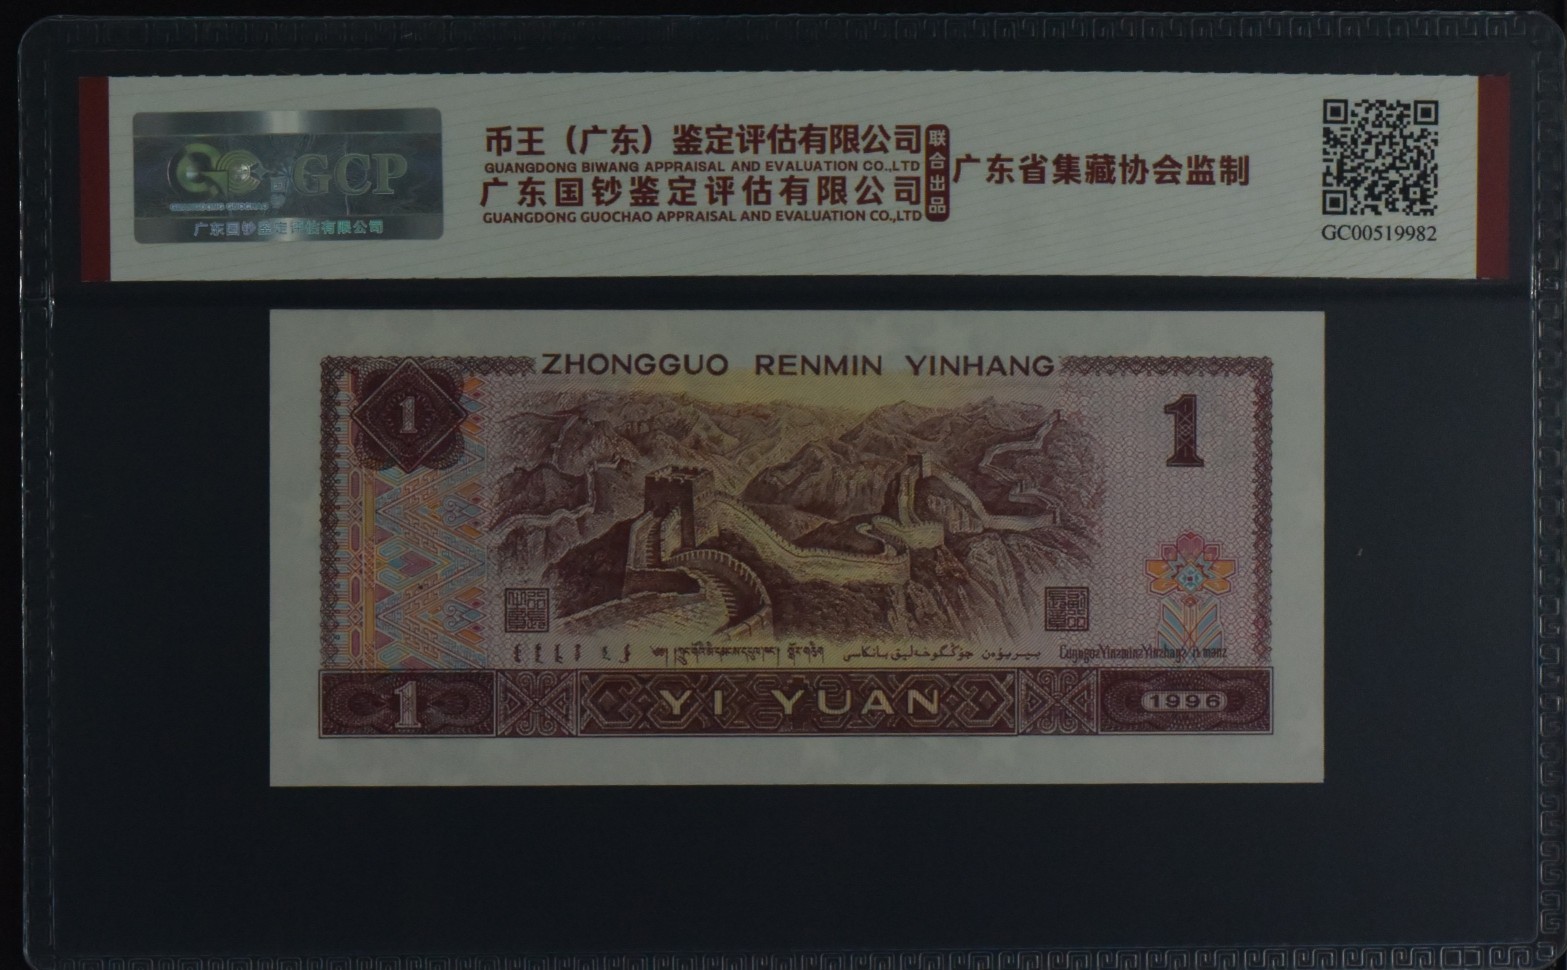 GCP
广东国钞鉴定评估有限公司
币王（广东）鉴定评估有限公司
GUANGDONG BIWANG APPRAISAL AND EVALUATION CO.,LTD
广东国钞鉴定评估有限公司
GUANGDONG GUOCHAO APPRAISAL AND EVALUATION CO.,LTD
联合出品
广东省集藏协会监制
GC00519982
ZHONGGUO RENMIN YINHANG
1
1
1
YI YUAN
1996